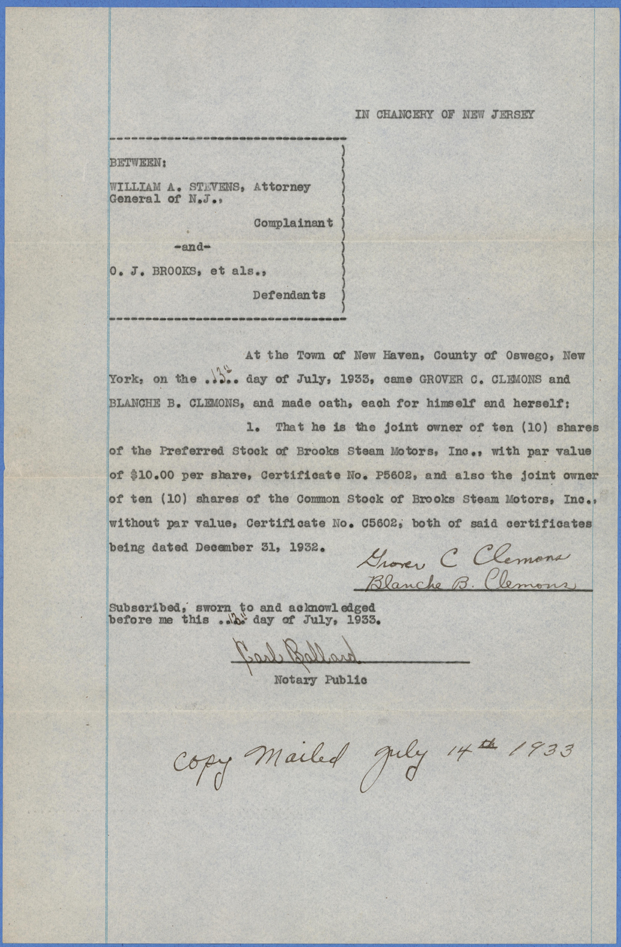 IN CHANCERY OF NEW JERSEY
BETWEEN:
WILLIAM A. STEVENS, Attorney
General of N.J.,
Complainant
-and-
O. J. BROOKS, et als.,
Defendants
At the Town of New Haven, County of Oswego, New
York, on the ..13th.. day of July, 1933, came GROVER C. CLEMONS and
BLANCHE B. CLEMONS, and made oath, each for himself and herself:
1. That he is the joint owner of ten (10) shares
of the Preferred Stock of Brooks Steam Motors, Inc., with par value
of $10.00 per share, Certificate No. P5602, and also the joint owner
of ten (10) shares of the Common Stock of Brooks Steam Motors, Inc.,
without par value, Certificate No. C5602, both of said certificates
being dated December 31, 1932.
Grover C Clemons
Blanche B. Clemons
Subscribed, sworn to and acknowledged
before me this day of July, 1933.
Carl Ballard
Notary Public
Copy Mailed July 14th 1933